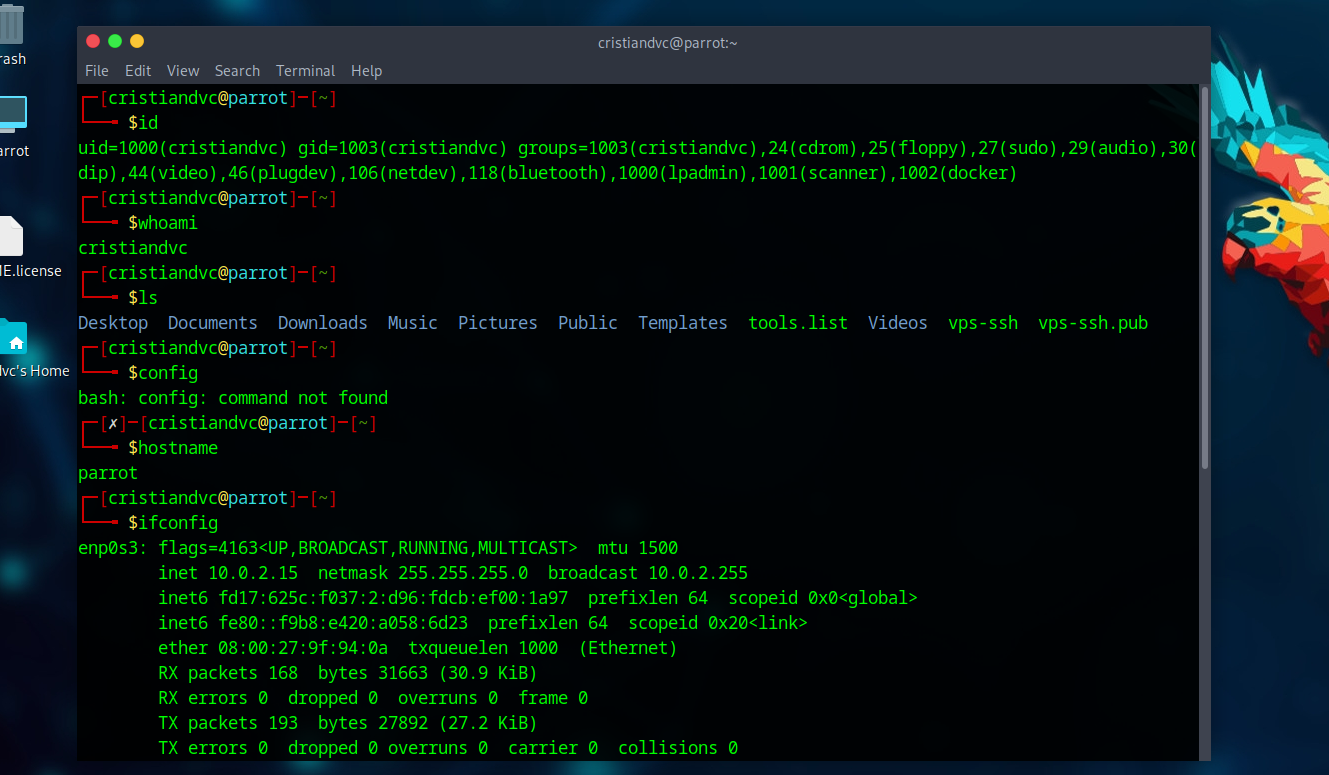 rash
arrot
IE.license
dvc's Home
cristiandvc@parrot:~
File Edit View Search Terminal Help
┌─[cristiandvc@parrot]─[~]
└──╼ $id
uid=1000(cristiandvc) gid=1003(cristiandvc) groups=1003(cristiandvc),24(cdrom),25(floppy),27(sudo),29(audio),30(
dip),44(video),46(plugdev),106(netdev),118(bluetooth),1000(lpadmin),1001(scanner),1002(docker)
┌─[cristiandvc@parrot]─[~]
└──╼ $whoami
cristiandvc
┌─[cristiandvc@parrot]─[~]
└──╼ $ls
Desktop  Documents  Downloads  Music  Pictures  Public  Templates  tools.list  Videos  vps-ssh  vps-ssh.pub
┌─[cristiandvc@parrot]─[~]
└──╼ $config
bash: config: command not found
┌─[✗]─[cristiandvc@parrot]─[~]
└──╼ $hostname
parrot
┌─[cristiandvc@parrot]─[~]
└──╼ $ifconfig
enp0s3: flags=4163<UP,BROADCAST,RUNNING,MULTICAST>  mtu 1500
        inet 10.0.2.15  netmask 255.255.255.0  broadcast 10.0.2.255
        inet6 fd17:625c:f037:2:d96:fdcb:ef00:1a97  prefixlen 64  scopeid 0x0<global>
        inet6 fe80::f9b8:e420:a058:6d23  prefixlen 64  scopeid 0x20<link>
        ether 08:00:27:9f:94:0a  txqueuelen 1000  (Ethernet)
        RX packets 168  bytes 31663 (30.9 KiB)
        RX errors 0  dropped 0  overruns 0  frame 0
        TX packets 193  bytes 27892 (27.2 KiB)
        TX errors 0  dropped 0 overruns 0  carrier 0  collisions 0